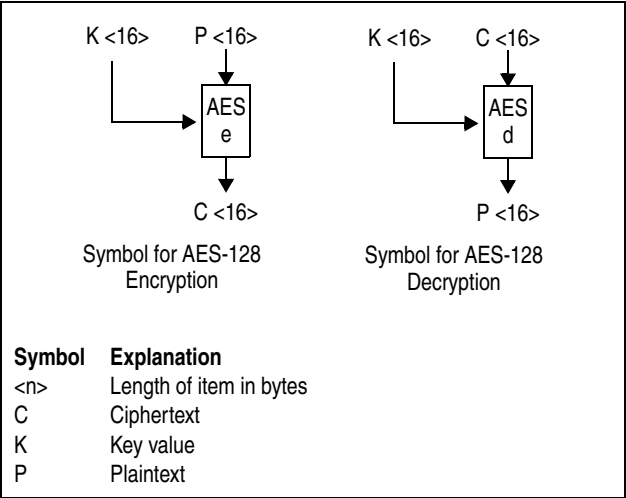 K <16> P <16> K <16> C <16>
AES
e
AES
d
C <16> P <16>
Symbol for AES-128
Encryption
Symbol for AES-128
Decryption
Symbol Explanation
<n> Length of item in bytes
C Ciphertext
K Key value
P Plaintext